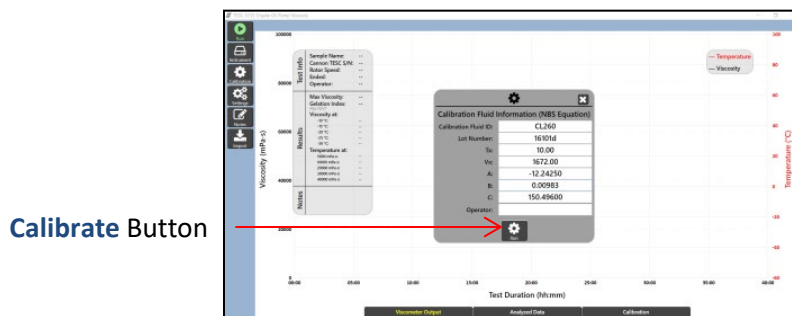 Calibrate Button
Run
Instrument
Calibration
Settings
Notes
Import
100000
80000
60000
40000
20000
0
Viscosity (mPa·s)
Test Info
Sample Name: --
Cannon TESC S/N: --
Rotor Speed: --
Ended: --
Operator: --
Results
Max Viscosity: --
Gelation Index: --
Viscosity at:
Temperature at:
Notes
Temperature
Viscosity
Calibration Fluid Information (NBS Equation)
Calibration Fluid ID: CL260
Lot Number: 16101d
10.00
1672.00
A: -12.24250
B: 0.00983
C: 150.49600
Operator:
Run
100
80
60
40
20
0
-20
-40
-60
Temperature (°C)
00:00 05:00 10:00 15:00 20:00 25:00 30:00 35:00 40:00
Test Duration (hh:mm)
Viscometer Output Analyzed Data Calibration